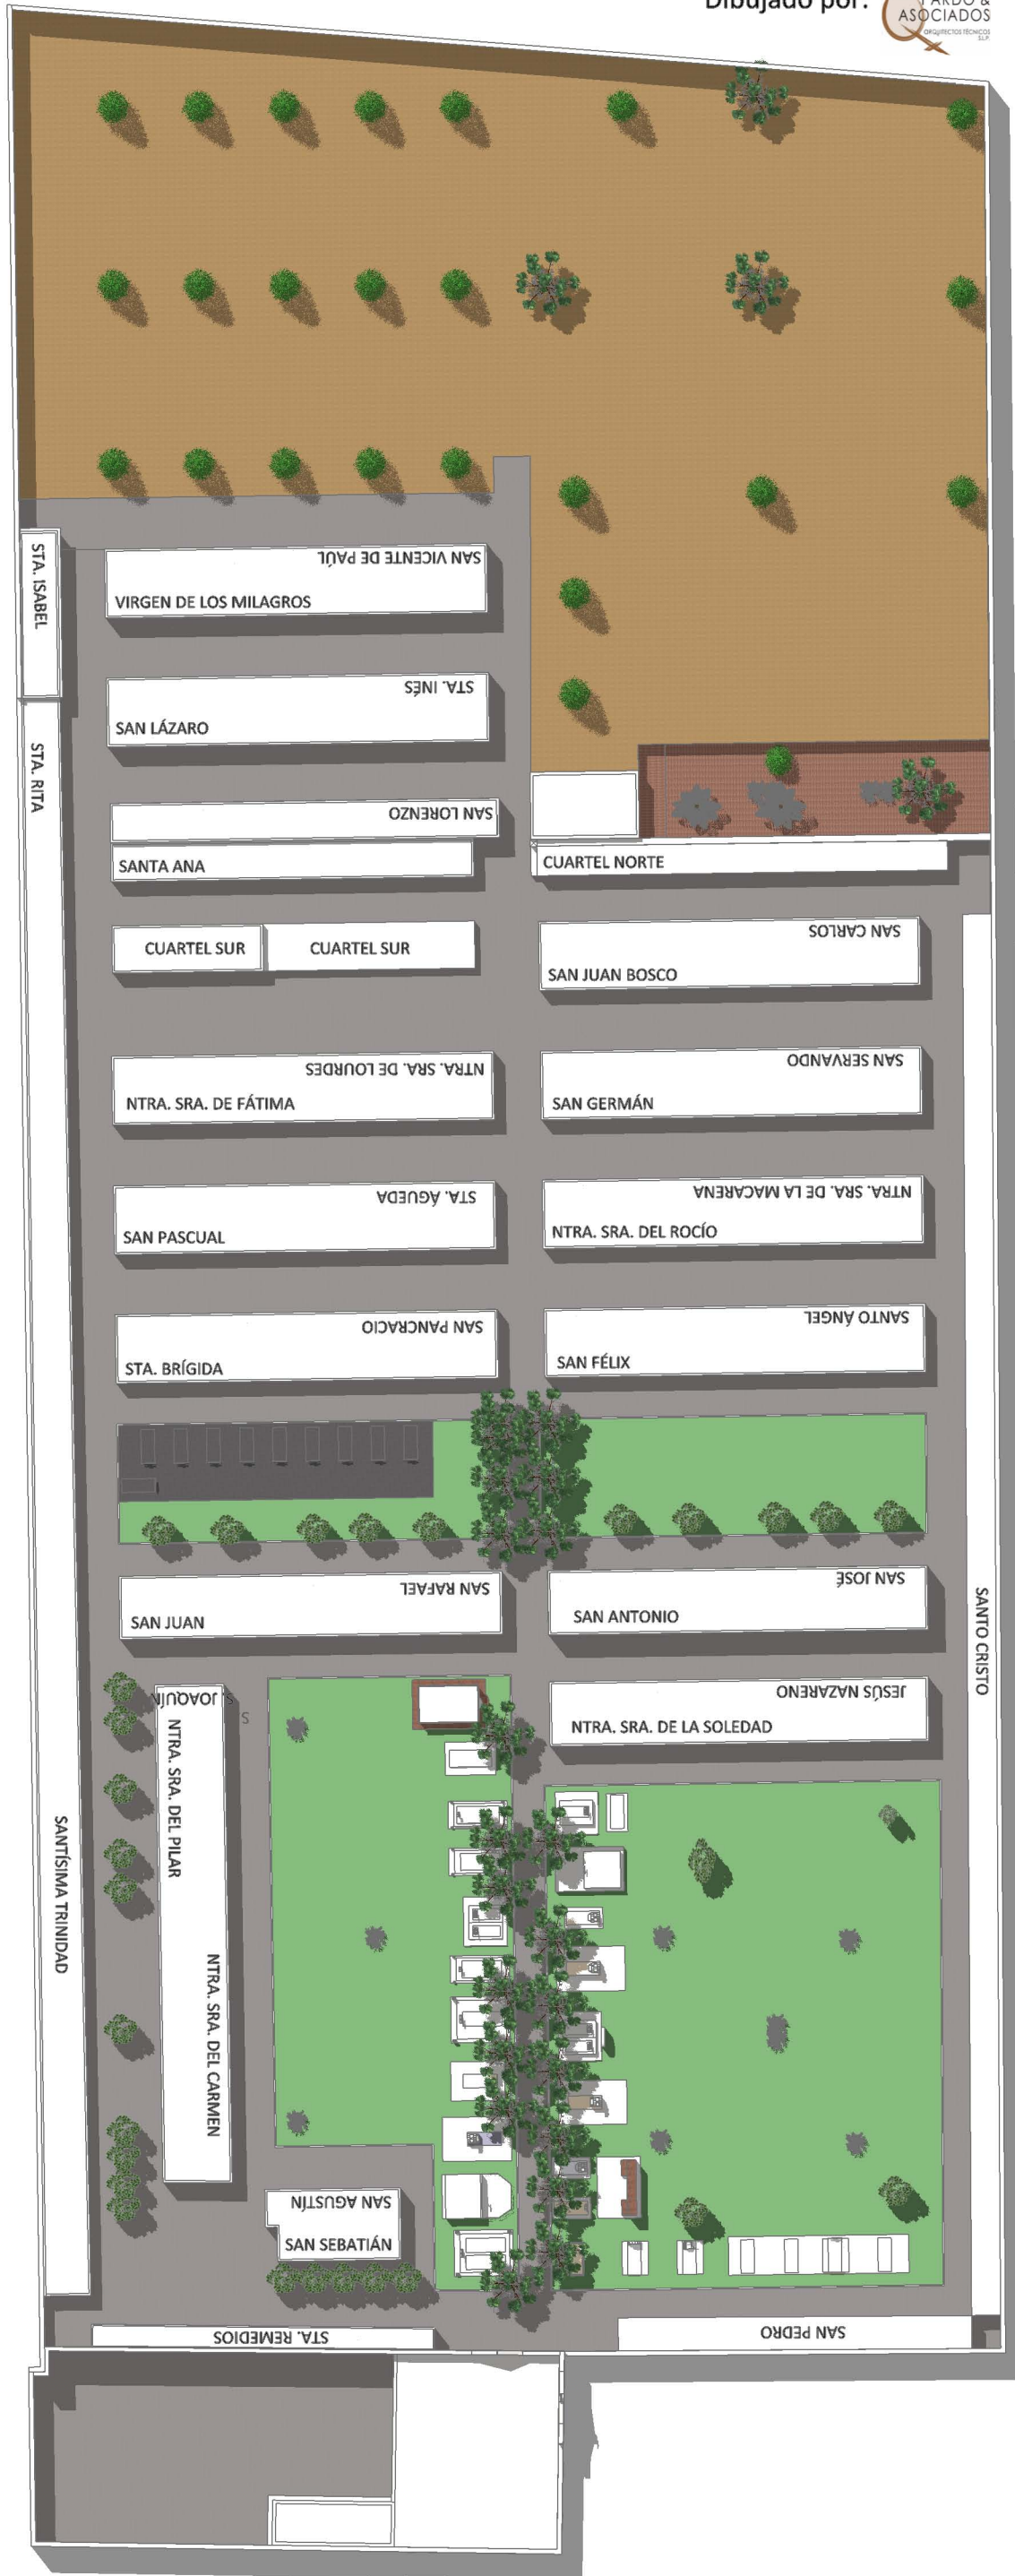 Dibujado por:
PARDO &
ASOCIADOS
ARQUITECTOS TÉCNICOS
S.L.P.
SAN VICENTE DE PAÚL
VIRGEN DE LOS MILAGROS
STA. ISABEL
STA. INÉS
SAN LÁZARO
STA. RITA
SAN LORENZO
SANTA ANA
CUARTEL NORTE
CUARTEL SUR
CUARTEL SUR
SAN CARLOS
SAN JUAN BOSCO
NTRA. SRA. DE LOURDES
NTRA. SRA. DE FÁTIMA
SAN SERVANDO
SAN GERMÁN
STA. ÁGUEDA
SAN PASCUAL
NTRA. SRA. DE LA MACARENA
NTRA. SRA. DEL ROCÍO
SAN PANCRACIO
STA. BRÍGIDA
SANTO ÁNGEL
SAN FÉLIX
SAN RAFAEL
SAN JUAN
SAN JOSÉ
SAN ANTONIO
SANTO CRISTO
S. JOAQUÍN
S
JESÚS NAZARENO
NTRA. SRA. DE LA SOLEDAD
NTRA. SRA. DEL PILAR
SANTÍSIMA TRINIDAD
NTRA. SRA. DEL CARMEN
SAN AGUSTÍN
SAN SEBATIÁN
STA. REMEDIOS
SAN PEDRO